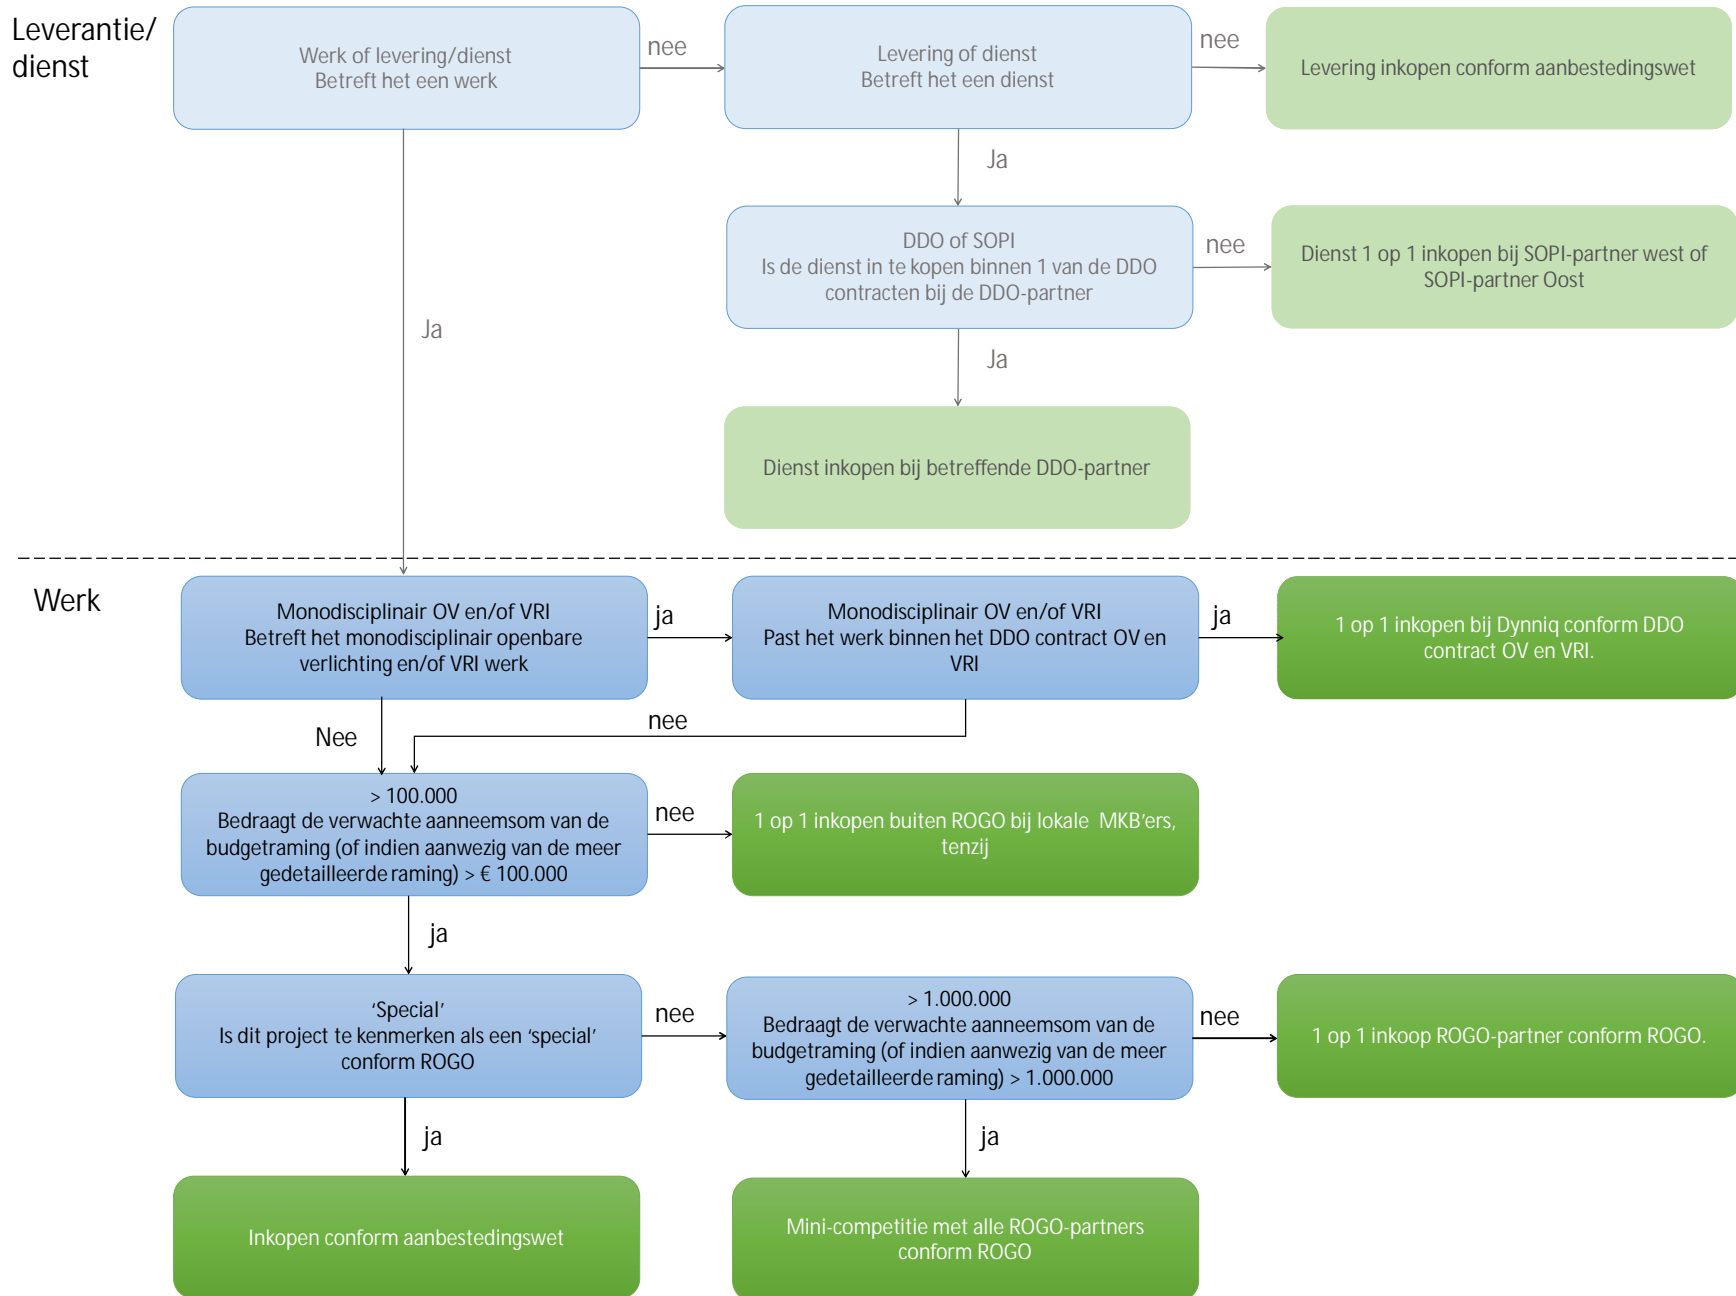 Leverantie/
dienst
Werk of levering/dienst
Betreft het een werk
nee
Levering of dienst
Betreft het een dienst
nee
Levering inkopen conform aanbestedingswet
Ja
DDO of SOPI
Is de dienst in te kopen binnen 1 van de DDO
contracten bij de DDO-partner
nee
Dienst 1 op 1 inkopen bij SOPI-partner west of
SOPI-partner Oost
Ja
Ja
Dienst inkopen bij betreffende DDO-partner
Werk
Monodisciplinair OV en/of VRI
Betreft het monodisciplinair openbare
verlichting en/of VRI werk
ja
Monodisciplinair OV en/of VRI
Past het werk binnen het DDO contract OV en
VRI
ja
1 op 1 inkopen bij Dynniq conform DDO
contract OV en VRI.
Nee
nee
> 100.000
Bedraagt de verwachte aanneemsom van de
budgetraming (of indien aanwezig van de meer
gedetailleerde raming) > € 100.000
nee
1 op 1 inkopen buiten ROGO bij lokale MKB'ers,
tenzij
ja
‘Special’
Is dit project te kenmerken als een ‘special’
conform ROGO
nee
> 1.000.000
Bedraagt de verwachte aanneemsom van de
budgetraming (of indien aanwezig van de meer
gedetailleerde raming) > 1.000.000
nee
1 op 1 inkoop ROGO-partner conform ROGO.
ja
ja
Inkopen conform aanbestedingswet
Mini-competitie met alle ROGO-partners
conform ROGO